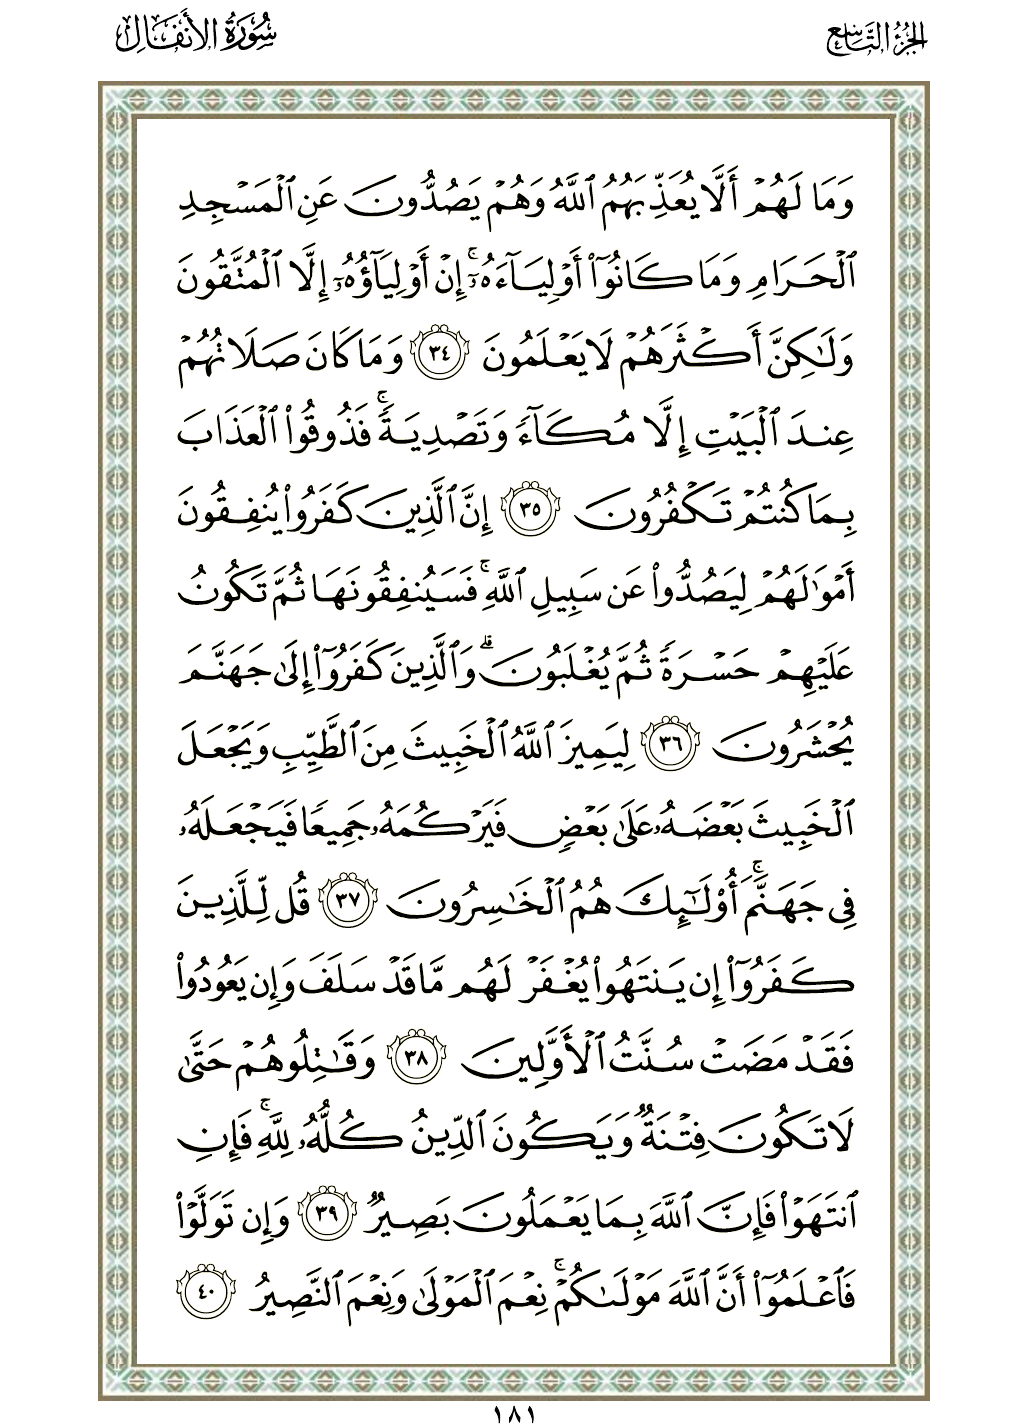 الجزء التاسع
سورة الأنفال
وَمَا لَهُمْ أَلَّا يُعَذِّبَهُمُ ٱللَّهُ وَهُمْ يَصُدُّونَ عَنِ ٱلْمَسْجِدِ
ٱلْحَرَامِ وَمَا كَانُوٓا۟ أَوْلِيَآءَهُۥٓ ۚ إِنْ أَوْلِيَآؤُهُۥٓ إِلَّا ٱلْمُتَّقُونَ
وَلَـٰكِنَّ أَكْثَرَهُمْ لَا يَعْلَمُونَ ٣٤ وَمَا كَانَ صَلَاتُهُمْ
عِندَ ٱلْبَيْتِ إِلَّا مُكَآءً وَتَصْدِيَةً ۚ فَذُوقُوا۟ ٱلْعَذَابَ
بِمَا كُنتُمْ تَكْفُرُونَ ٣٥ إِنَّ ٱلَّذِينَ كَفَرُوا۟ يُنفِقُونَ
أَمْوَٰلَهُمْ لِيَصُدُّوا۟ عَن سَبِيلِ ٱللَّهِ ۚ فَسَيُنفِقُونَهَا ثُمَّ تَكُونُ
عَلَيْهِمْ حَسْرَةً ثُمَّ يُغْلَبُونَ ۗ وَٱلَّذِينَ كَفَرُوٓا۟ إِلَىٰ جَهَنَّمَ
يُحْشَرُونَ ٣٦ لِيَمِيزَ ٱللَّهُ ٱلْخَبِيثَ مِنَ ٱلطَّيِّبِ وَيَجْعَلَ
ٱلْخَبِيثَ بَعْضَهُۥ عَلَىٰ بَعْضٍ فَيَرْكُمَهُۥ جَمِيعًا فَيَجْعَلَهُۥ
فِى جَهَنَّمَ ۚ أُو۟لَـٰٓئِكَ هُمُ ٱلْخَـٰسِرُونَ ٣٧ قُل لِّلَّذِينَ
كَفَرُوٓا۟ إِن يَنتَهُوا۟ يُغْفَرْ لَهُم مَّا قَدْ سَلَفَ وَإِن يَعُودُوا۟
فَقَدْ مَضَتْ سُنَّتُ ٱلْأَوَّلِينَ ٣٨ وَقَـٰتِلُوهُمْ حَتَّىٰ
لَا تَكُونَ فِتْنَةٌ وَيَكُونَ ٱلدِّينُ كُلُّهُۥ لِلَّهِ ۚ فَإِنِ
ٱنتَهَوْا۟ فَإِنَّ ٱللَّهَ بِمَا يَعْمَلُونَ بَصِيرٌ ٣٩ وَإِن تَوَلَّوْا۟
فَٱعْلَمُوٓا۟ أَنَّ ٱللَّهَ مَوْلَىٰكُمْ ۚ نِعْمَ ٱلْمَوْلَىٰ وَنِعْمَ ٱلنَّصِيرُ ٤٠
١٨١